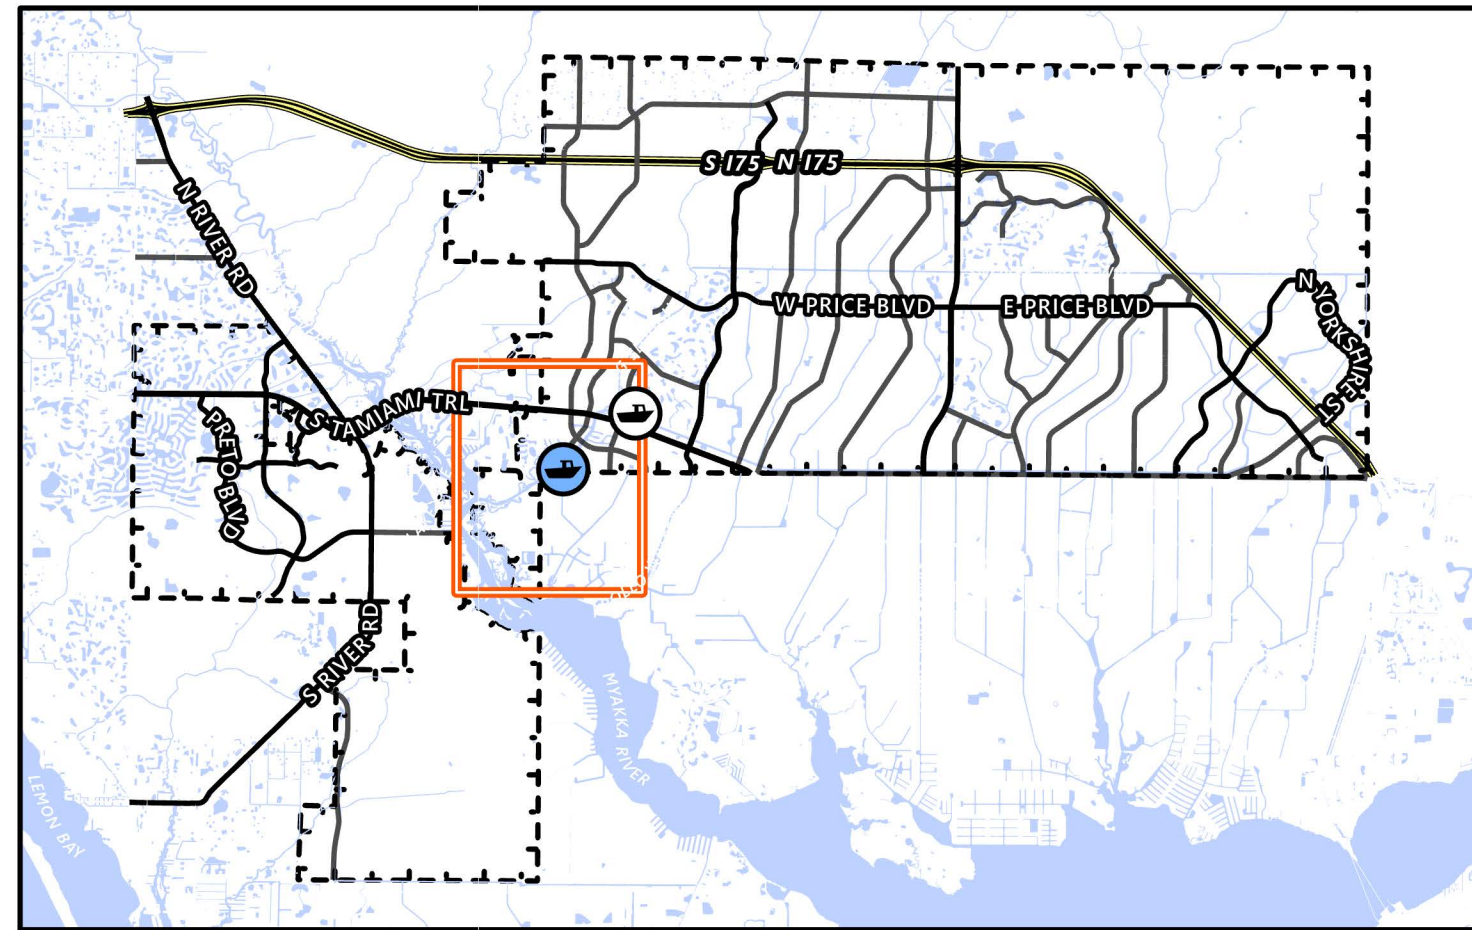 S I75 N I75
N RIVER RD
W PRICE BLVD
E PRICE BLVD
N YORKSHIRE ST
S TAMIAMI TRL
PRETO BLVD
S RIVER RD
MYAKKA RIVER
LEMON BAY